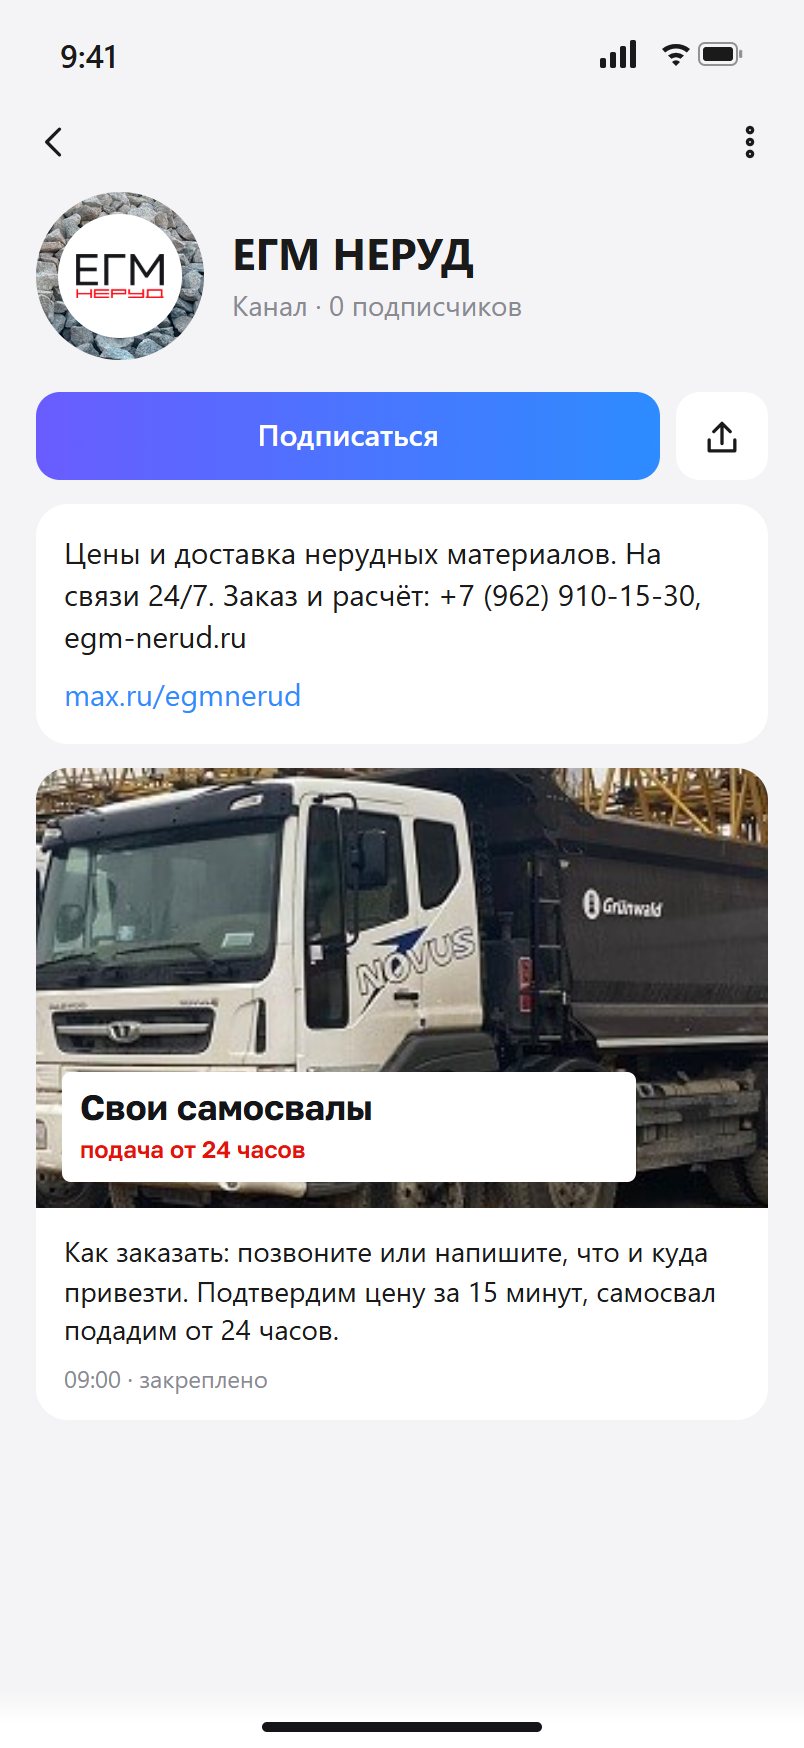 9:41
ЕГМ
НЕРУД
ЕГМ НЕРУД
Канал · 0 подписчиков
Подписаться
Цены и доставка нерудных материалов. На
связи 24/7. Заказ и расчёт: +7 (962) 910-15-30,
egm-nerud.ru
max.ru/egmnerud
Grünwald
NOVUS
Свои самосвалы
подача от 24 часов
Как заказать: позвоните или напишите, что и куда
привезти. Подтвердим цену за 15 минут, самосвал
подадим от 24 часов.
09:00 · закреплено